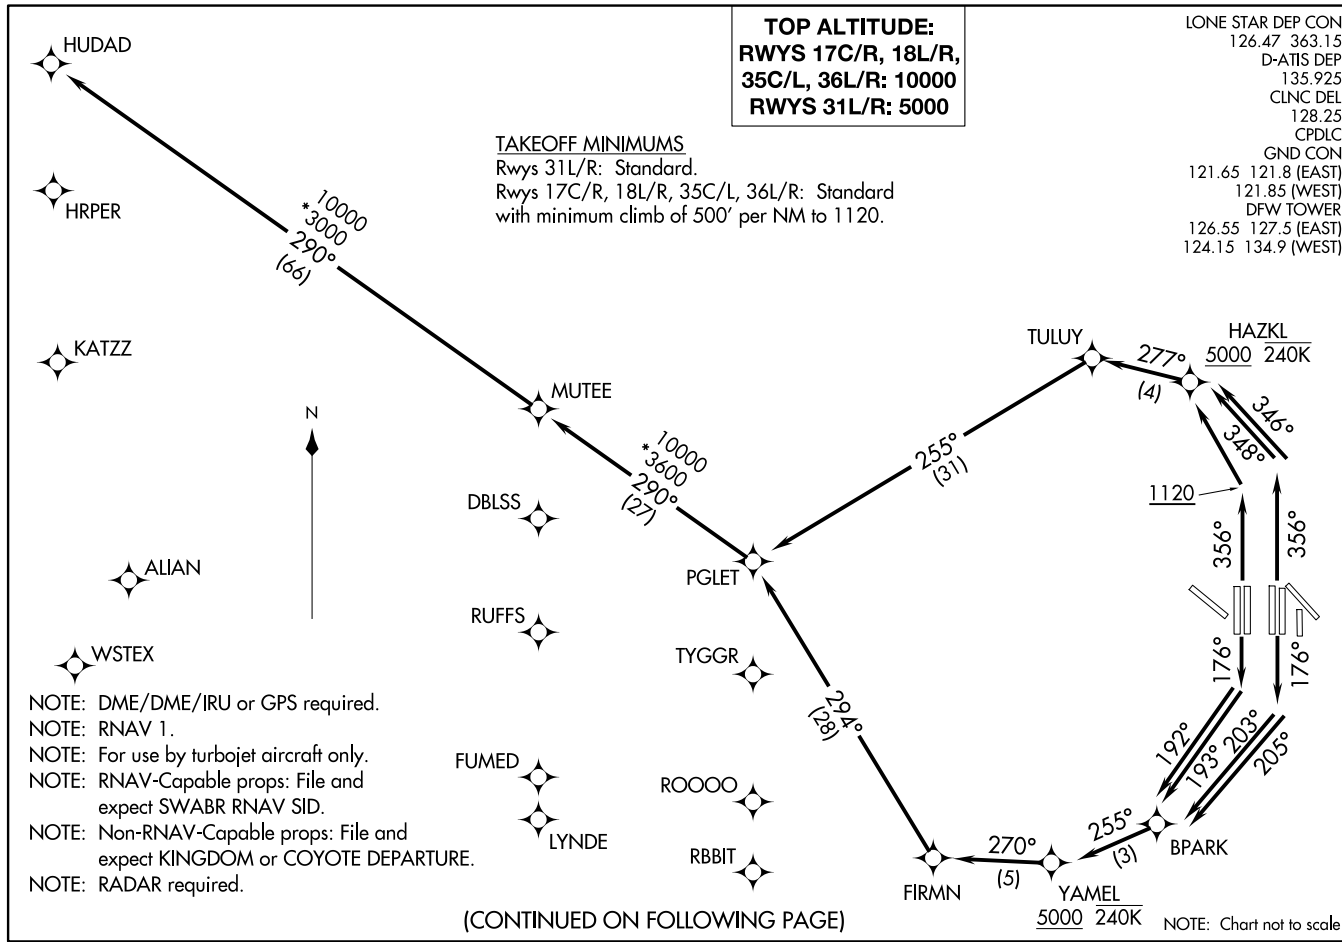 TOP ALTITUDE:
RWYS 17C/R, 18L/R,
35C/L, 36L/R: 10000
RWYS 31L/R: 5000
LONE STAR DEP CON
126.47 363.15
D-ATIS DEP
135.925
CLNC DEL
128.25
CPDLC
GND CON
121.65 121.8 (EAST)
121.85 (WEST)
DFW TOWER
126.55 127.5 (EAST)
124.15 134.9 (WEST)
TAKEOFF MINIMUMS
Rwys 31L/R: Standard.
Rwys 17C/R, 18L/R, 35C/L, 36L/R: Standard
with minimum climb of 500' per NM to 1120.
HUDAD
HRPER
10000
*3000
290°
(66)
KATZZ
MUTEE
N
TULUY
HAZKL
5000 240K
277°
(4)
346°
348°
1120
356°
356°
255°
(31)
10000
*3600
290°
(27)
DBLSS
PGLET
ALIAN
RUFFS
WSTEX
TYGGR
294°
(28)
176°
176°
192°
193°
203°
205°
FUMED
LYNDE
ROOOO
RBBIT
BPARK
255°
(3)
YAMEL
5000 240K
270°
(5)
FIRMN
NOTE: DME/DME/IRU or GPS required.
NOTE: RNAV 1.
NOTE: For use by turbojet aircraft only.
NOTE: RNAV-Capable props: File and
expect SWABR RNAV SID.
NOTE: Non-RNAV-Capable props: File and
expect KINGDOM or COYOTE DEPARTURE.
NOTE: RADAR required.
(CONTINUED ON FOLLOWING PAGE)
NOTE: Chart not to scale